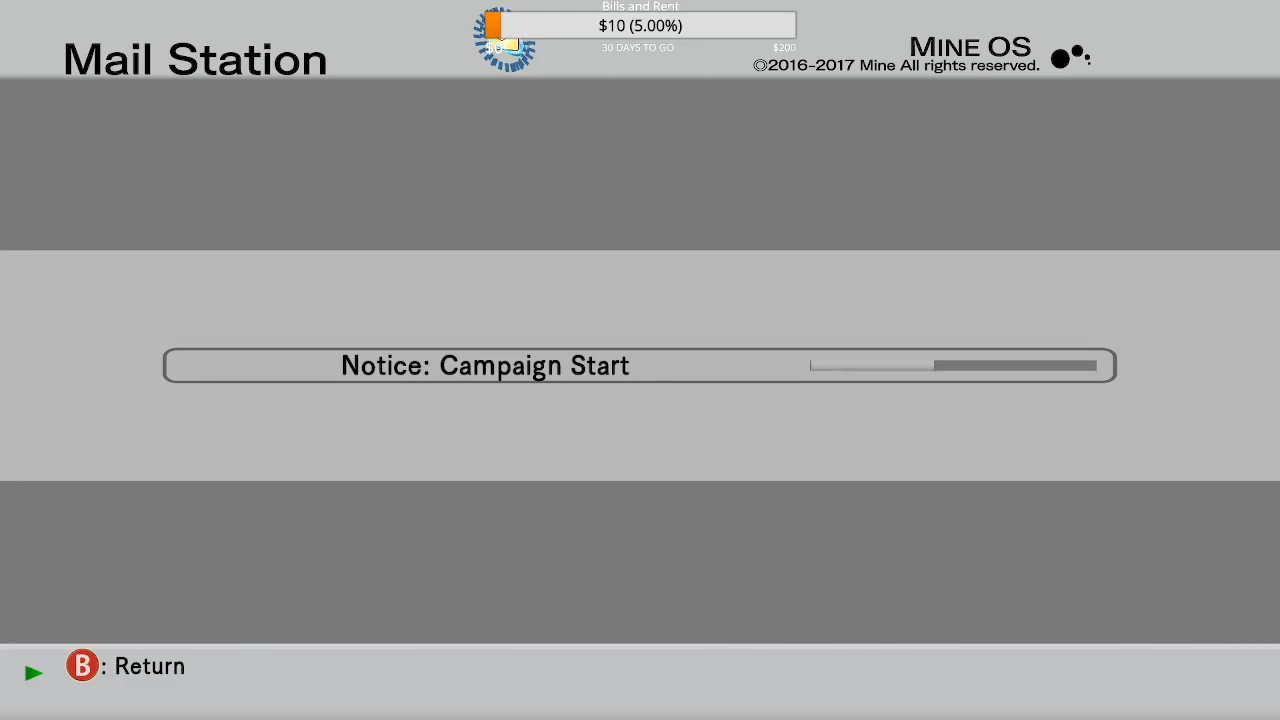 Bills and Rent
$10 (5.00%)
$0
30 DAYS TO GO
$200
Mail Station
MINE OS
©2016-2017 Mine All rights reserved.
Notice: Campaign Start
B: Return